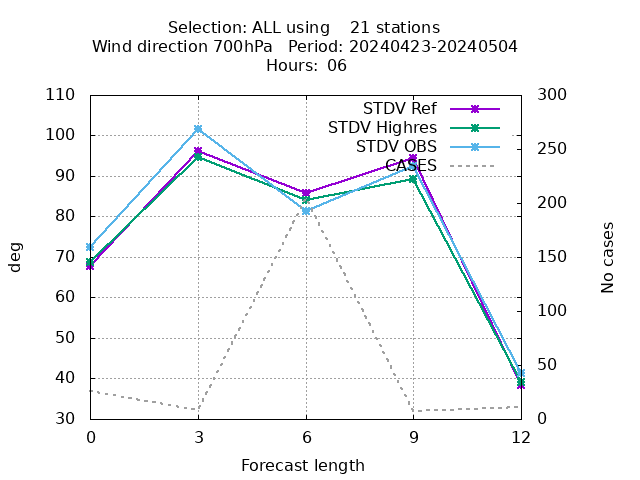 Selection: ALL using    21 stations
Wind direction 700hPa   Period: 20240423-20240504
Hours: 06
110
100
90
80
70
60
50
40
30
300
250
200
150
100
50
0
STDV Ref
STDV Highres
STDV OBS
CASES
deg
No cases
0
3
6
9
12
Forecast length